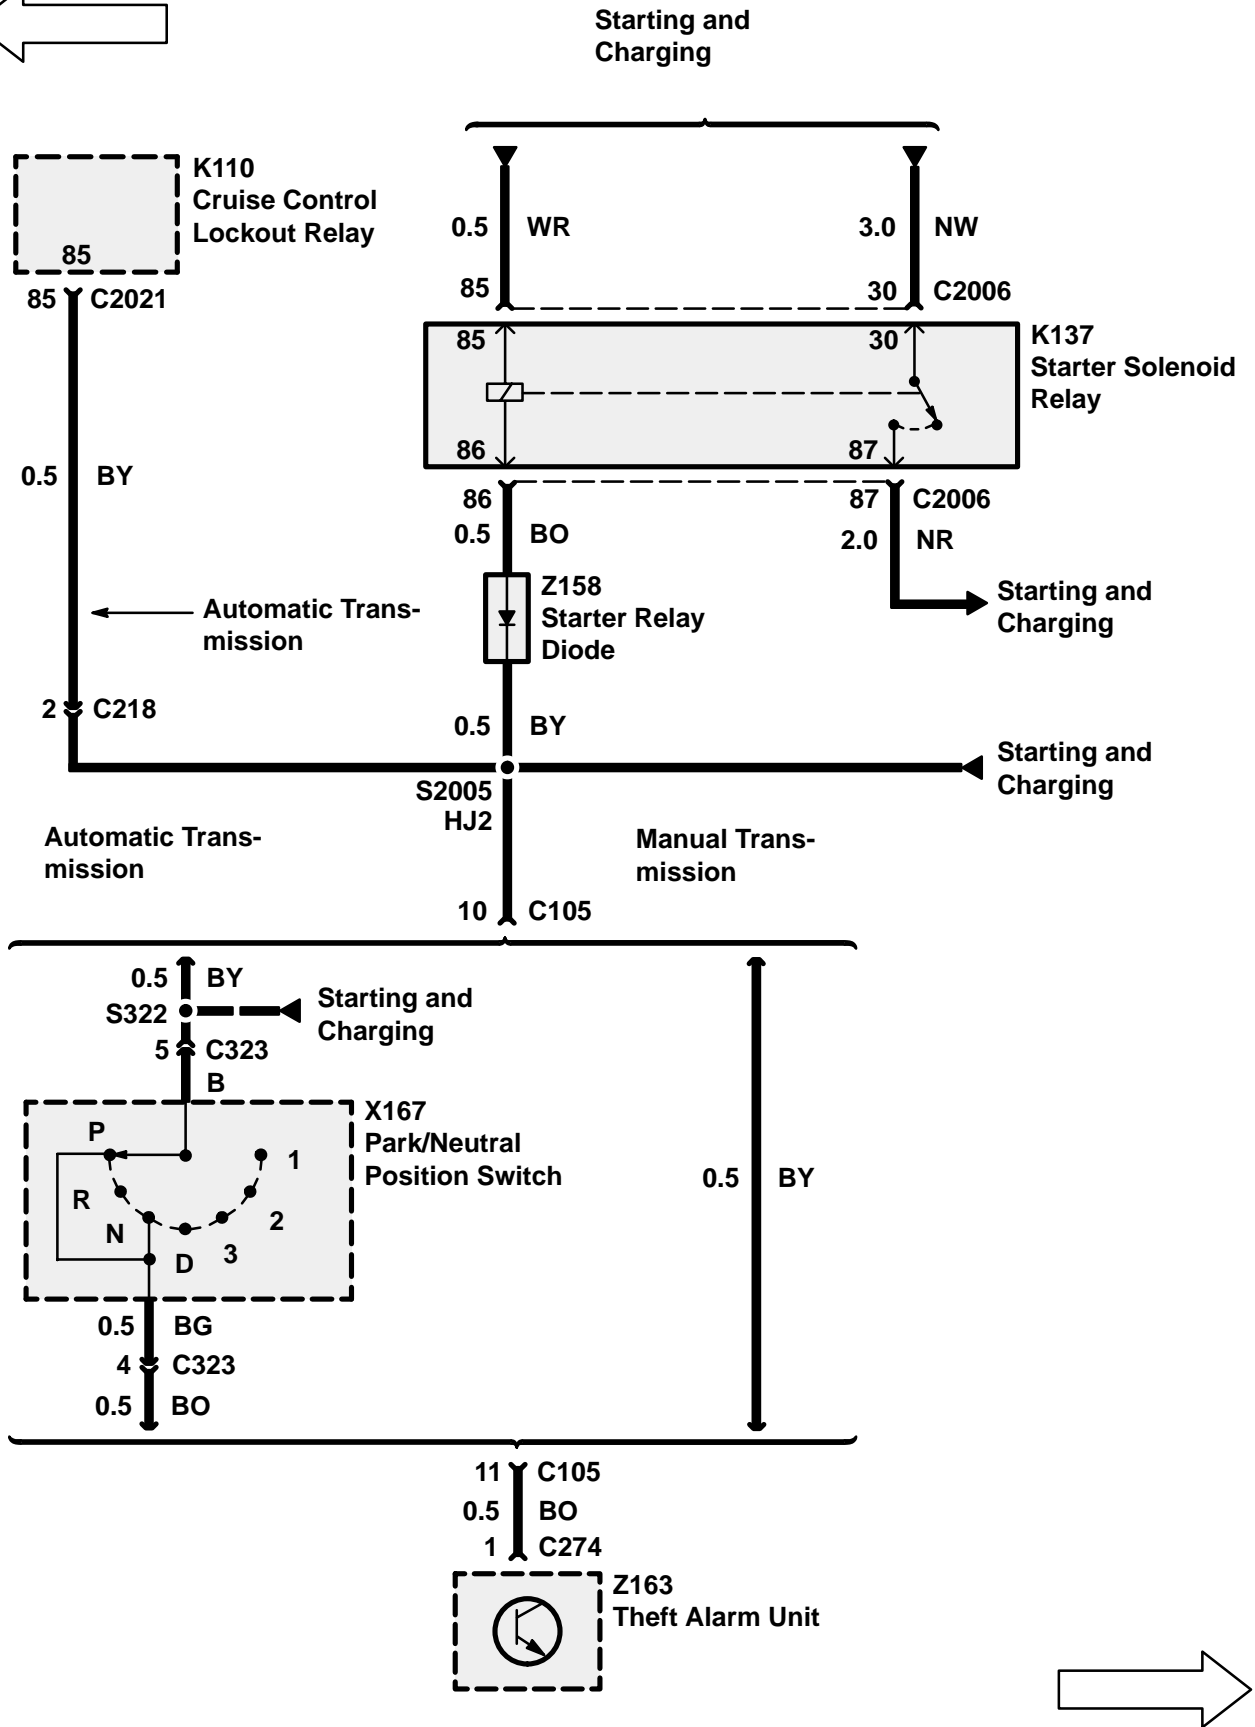 Starting and
Charging
K110
Cruise Control
Lockout Relay
85
85 C2021
0.5 WR
3.0 NW
85
30 C2006
85
30
K137
Starter Solenoid
Relay
86
87
86
87 C2006
0.5 BY
0.5 BO
2.0 NR
Z158
Starter Relay
Diode
Starting and
Charging
Automatic Trans-
mission
2 C218
0.5 BY
Starting and
Charging
S2005
HJ2
Automatic Trans-
mission
Manual Trans-
mission
10 C105
0.5 BY
S322
Starting and
Charging
5 C323
B
X167
Park/Neutral
Position Switch
P
1
R
2
N
3
D
0.5 BY
0.5 BG
4 C323
0.5 BO
11 C105
0.5 BO
1 C274
Z163
Theft Alarm Unit